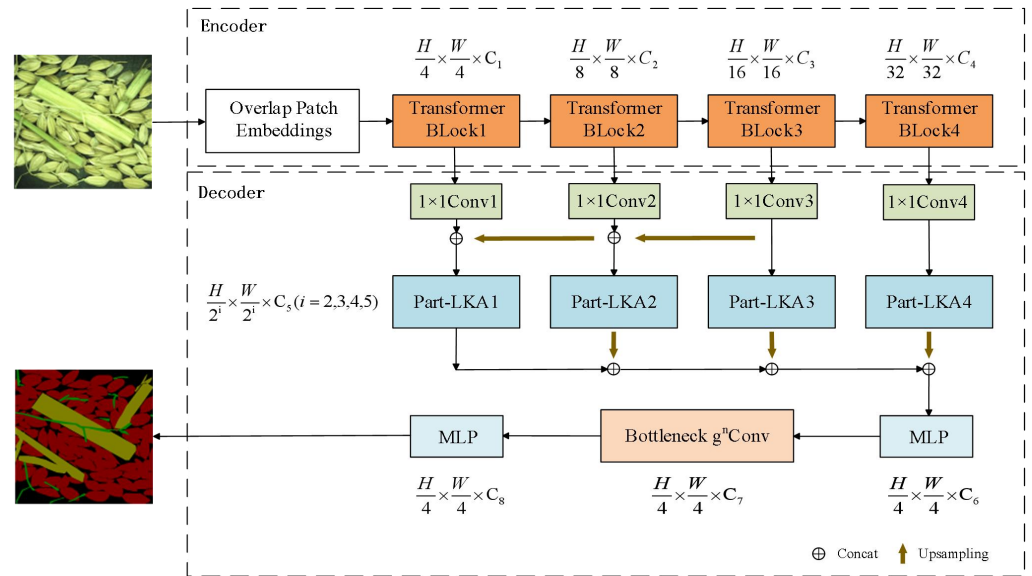 Encoder
H/4 × W/4 × C₁
H/8 × W/8 × C₂
H/16 × W/16 × C₃
H/32 × W/32 × C₄
Overlap Patch
Embeddings
Transformer
BLock1
Transformer
BLock2
Transformer
BLock3
Transformer
BLock4
Decoder
1×1Conv1
1×1Conv2
1×1Conv3
1×1Conv4
H/2ⁱ × W/2ⁱ × C₅(i = 2,3,4,5)
Part-LKA1
Part-LKA2
Part-LKA3
Part-LKA4
MLP
Bottleneck gⁿConv
MLP
H/4 × W/4 × C₈
H/4 × W/4 × C₇
H/4 × W/4 × C₆
⊕ Concat
Upsampling